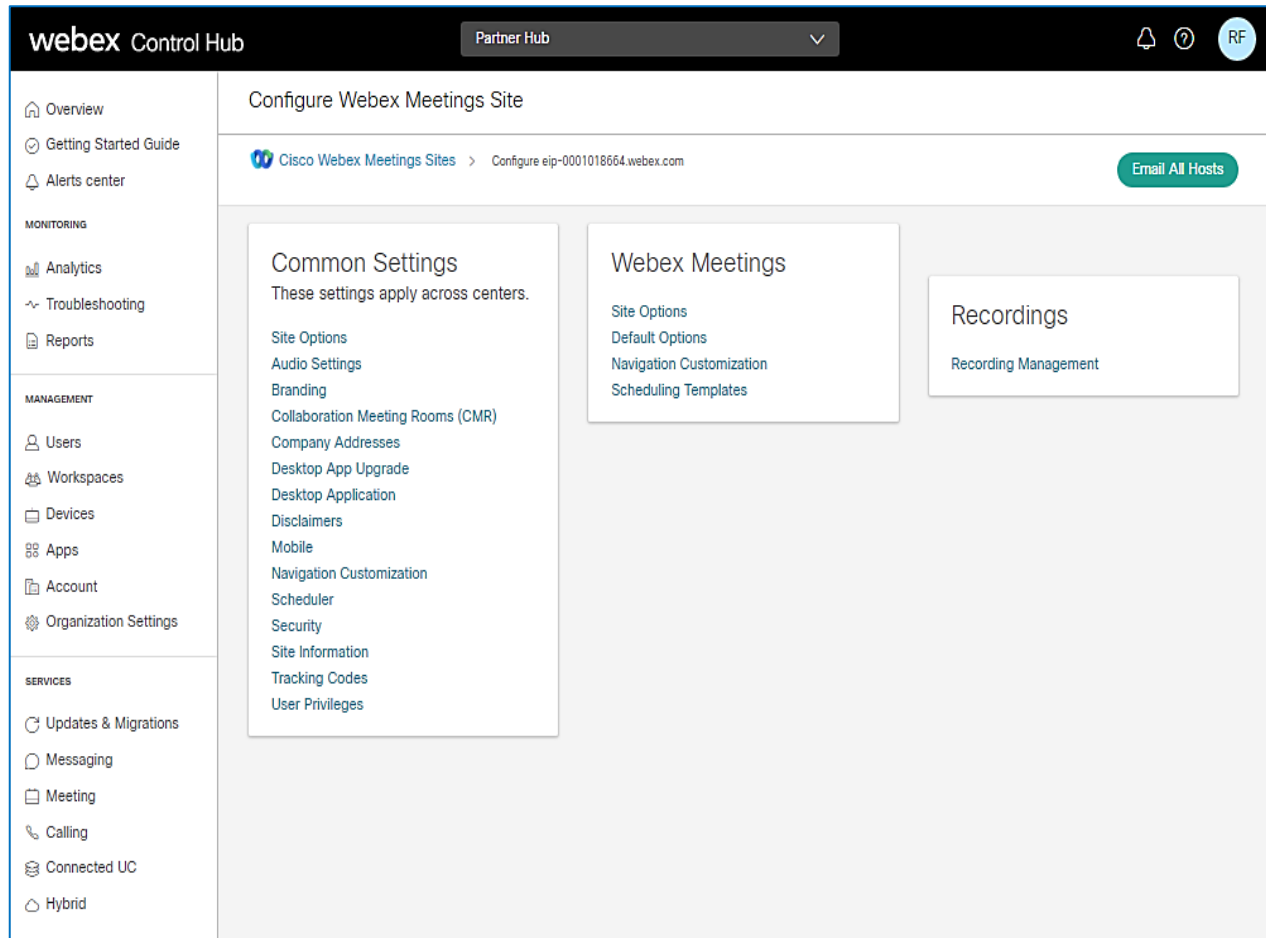 webex Control Hub
Partner Hub
RF
Overview
Getting Started Guide
Alerts center
MONITORING
Analytics
Troubleshooting
Reports
MANAGEMENT
Users
Workspaces
Devices
Apps
Account
Organization Settings
SERVICES
Updates & Migrations
Messaging
Meeting
Calling
Connected UC
Hybrid
Configure Webex Meetings Site
Cisco Webex Meetings Sites > Configure eip-0001018664.webex.com
Email All Hosts
Common Settings
These settings apply across centers.
Site Options
Audio Settings
Branding
Collaboration Meeting Rooms (CMR)
Company Addresses
Desktop App Upgrade
Desktop Application
Disclaimers
Mobile
Navigation Customization
Scheduler
Security
Site Information
Tracking Codes
User Privileges
Webex Meetings
Site Options
Default Options
Navigation Customization
Scheduling Templates
Recordings
Recording Management